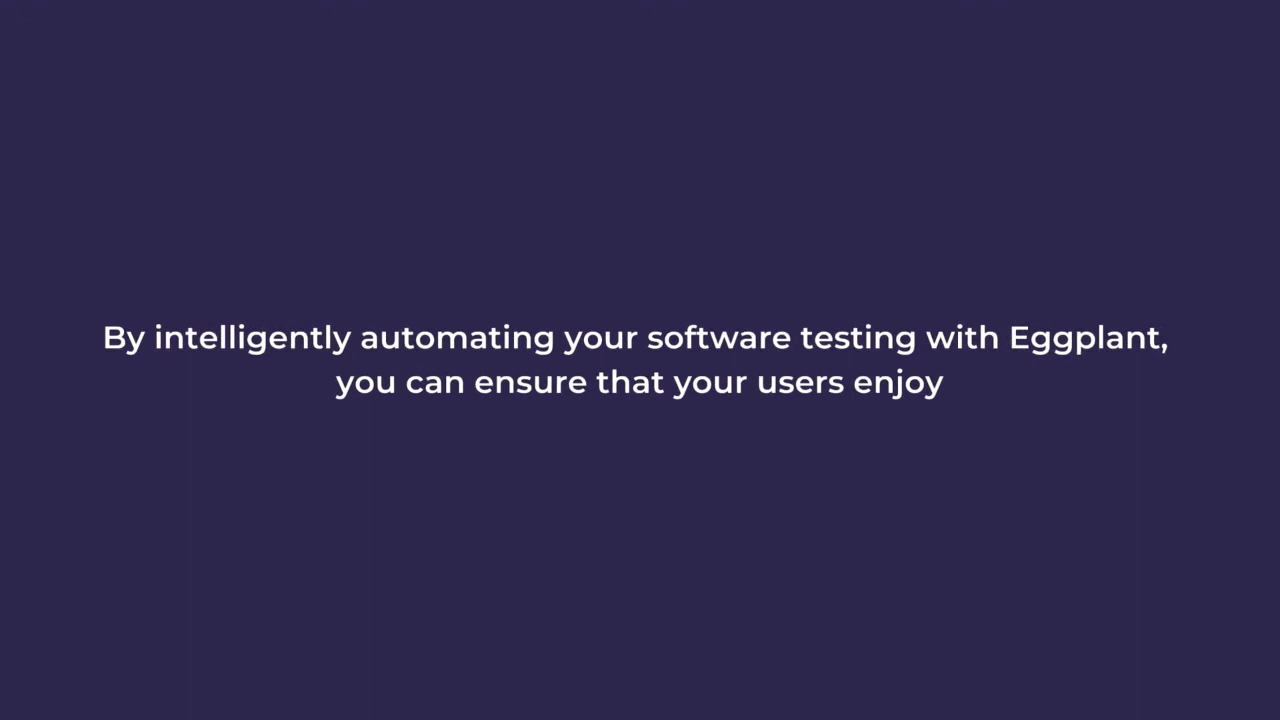 By intelligently automating your software testing with Eggplant,
you can ensure that your users enjoy